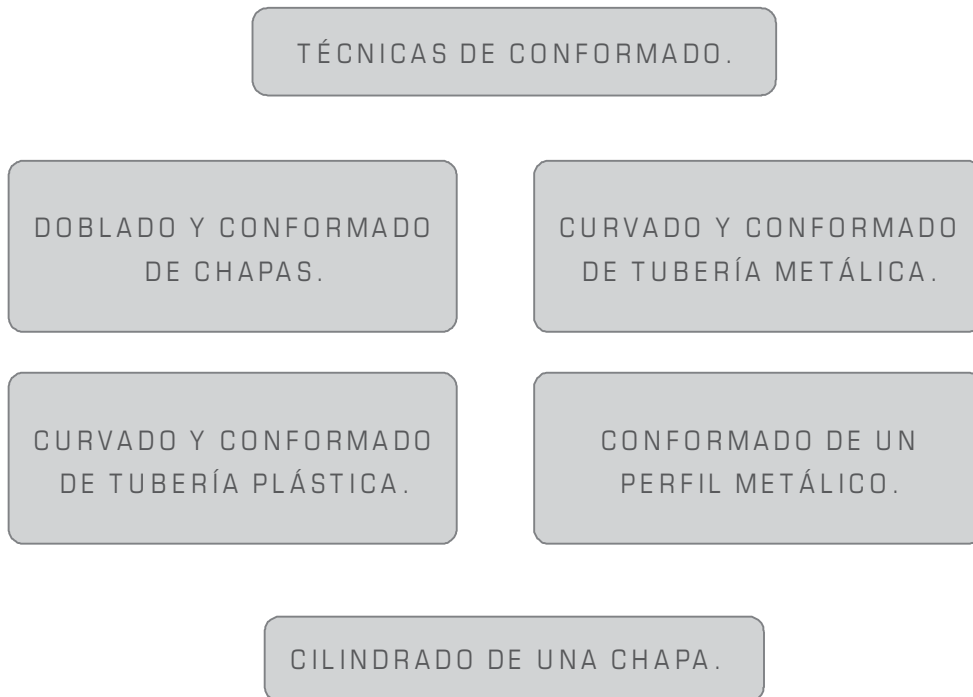 TÉCNICAS DE CONFORMADO.
DOBLADO Y CONFORMADO
DE CHAPAS.
CURVADO Y CONFORMADO
DE TUBERÍA METÁLICA.
CURVADO Y CONFORMADO
DE TUBERÍA PLÁSTICA.
CONFORMADO DE UN
PERFIL METÁLICO.
CILINDRADO DE UNA CHAPA.